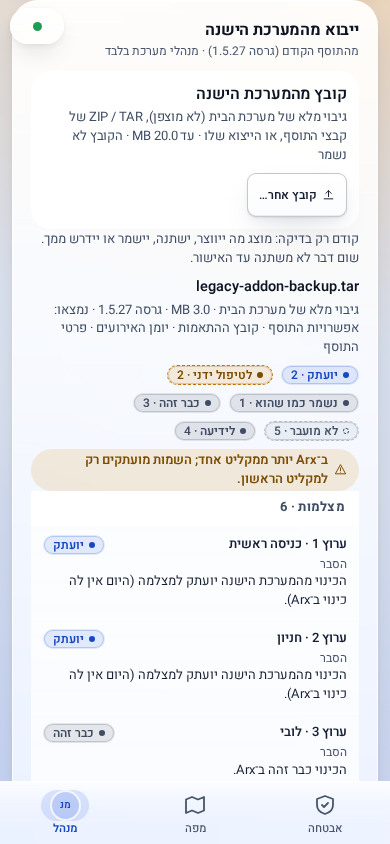 ייבוא מהמערכת הישנה
מהתוסף הקודם (גרסה 1.5.27) · מנהלי מערכת בלבד
קובץ מהמערכת הישנה
גיבוי מלא של מערכת הבית (לא מוצפן), ZIP / TAR של
קבצי התוסף, או הייצוא שלו · עד 20.0 MB · הקובץ לא
נשמר
קובץ אחר…
קודם רק בדיקה: מוצג מה ייווצר, ישתנה, יישמר או יידרש ממך.
שום דבר לא משתנה עד האישור.
legacy-addon-backup.tar
גיבוי מלא של מערכת הבית · 3.0 MB · גרסה 1.5.27 · נמצאו:
אפשרויות התוסף · קובץ ההתאמות · יומן האירועים · פרטי
התוסף
יועתק · 2
לטיפול ידני · 2
נשמר כמו שהוא · 1
כבר זהה · 3
לא מועבר · 5
לידיעה · 4
ב־Arx יותר ממקליט אחד; השמות מועתקים רק
למקליט הראשון.
מצלמות · 6
ערוץ 1 · כניסה ראשית
יועתק
הסבר
הכינוי מהמערכת הישנה יועתק למצלמה (היום אין לה
כינוי ב־Arx).
ערוץ 2 · חניון
יועתק
הסבר
הכינוי מהמערכת הישנה יועתק למצלמה (היום אין לה
כינוי ב־Arx).
ערוץ 3 · לובי
כבר זהה
הסבר
הכינוי כבר זהה ב־Arx.
אבטחה
מפה
מנ
מנהל